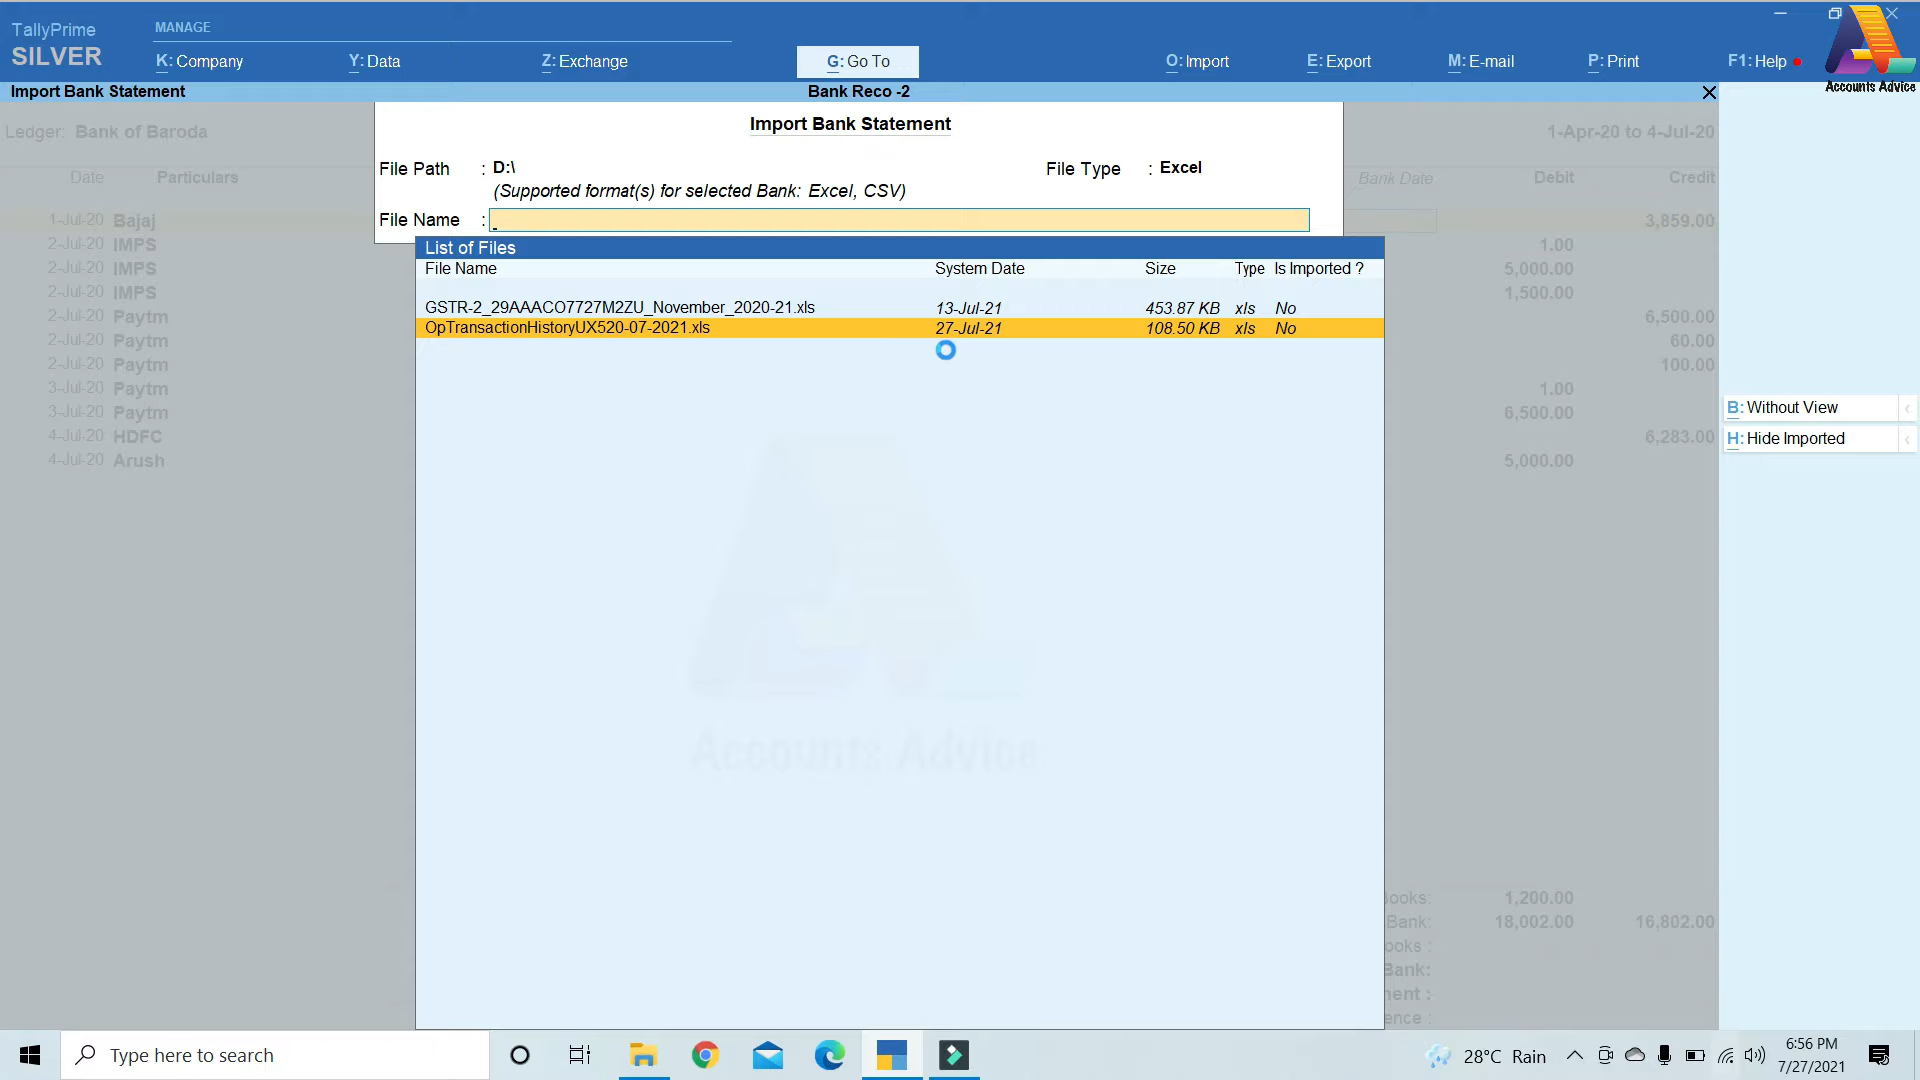 TallyPrime
SILVER
MANAGE
K: Company
Y: Data
Z: Exchange
G: Go To
O: Import
E: Export
M: E-mail
P: Print
F1: Help
Accounts Advice
Import Bank Statement
Bank Reco -2
Ledger: Bank of Baroda
1-Apr-20 to 4-Jul-20
Import Bank Statement
File Path : D:\
File Type : Excel
(Supported format(s) for selected Bank: Excel, CSV)
File Name :
Date Particulars Bank Date Debit Credit
1-Jul-20 Bajaj 3,859.00
2-Jul-20 IMPS 1.00
2-Jul-20 IMPS 5,000.00
2-Jul-20 IMPS 1,500.00
2-Jul-20 Paytm 6,500.00
2-Jul-20 Paytm 60.00
2-Jul-20 Paytm 100.00
3-Jul-20 Paytm 1.00
3-Jul-20 Paytm 6,500.00
4-Jul-20 HDFC 6,283.00
4-Jul-20 Arush 5,000.00
List of Files
File Name System Date Size Type Is Imported ?
GSTR-2_29AAACO7727M2ZU_November_2020-21.xls 13-Jul-21 453.87 KB xls No
OpTransactionHistoryUX520-07-2021.xls 27-Jul-21 108.50 KB xls No
B: Without View
H: Hide Imported
Accounts Advice
ooks: 1,200.00
Bank: 18,002.00 16,802.00
ooks :
Bank:
ment :
ence :
Type here to search
28°C Rain
6:56 PM
7/27/2021